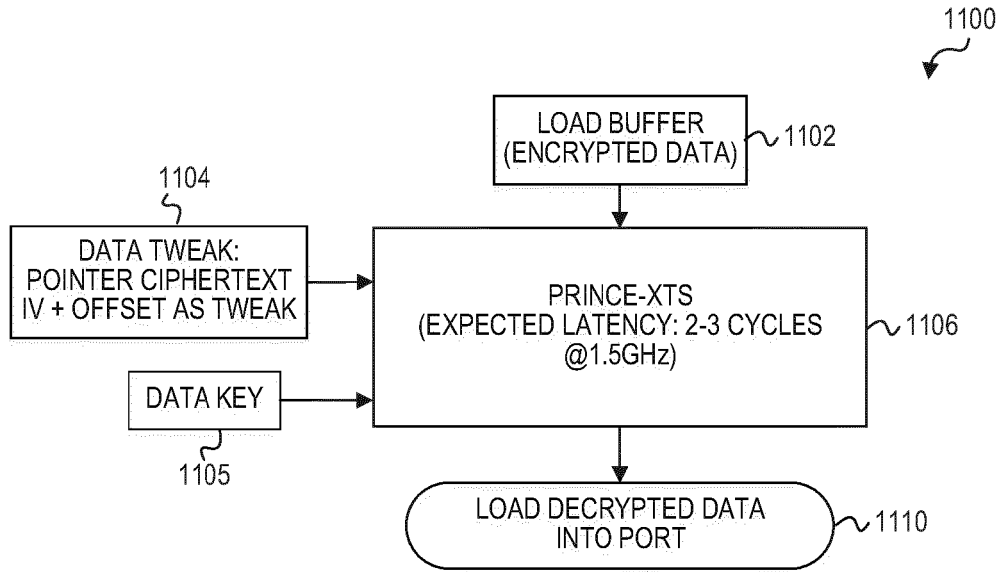 1100
LOAD BUFFER
(ENCRYPTED DATA)
1102
1104
DATA TWEAK:
POINTER CIPHERTEXT
IV + OFFSET AS TWEAK
PRINCE-XTS
(EXPECTED LATENCY: 2-3 CYCLES
@1.5GHz)
1106
DATA KEY
1105
LOAD DECRYPTED DATA
INTO PORT
1110